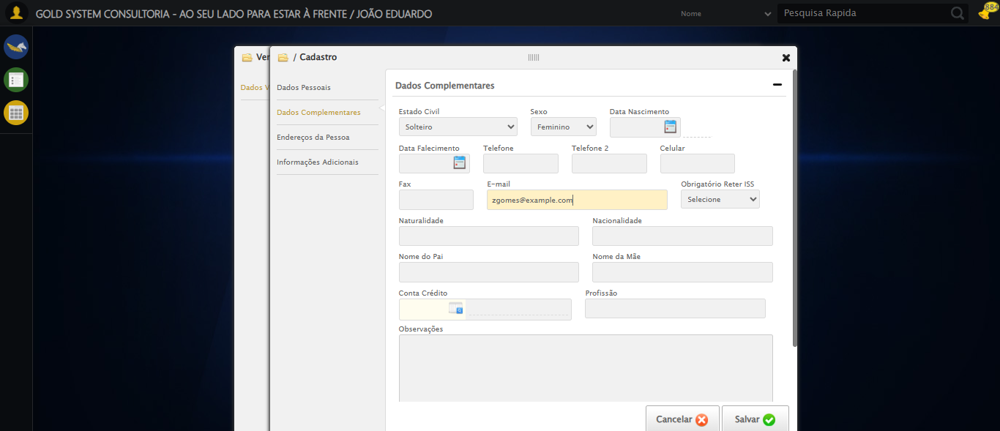 GOLD SYSTEM CONSULTORIA - AO SEU LADO PARA ESTAR À FRENTE / JOÃO EDUARDO
Nome
Pesquisa Rapida
884
Ver
/ Cadastro
Dados V
Dados Pessoais
Dados Complementares
Endereços da Pessoa
Informações Adicionais
Dados Complementares
Estado Civil Sexo Data Nascimento
Solteiro Feminino
Data Falecimento Telefone Telefone 2 Celular
Fax E-mail Obrigatório Reter ISS
zgomes@example.com Selecione
Naturalidade Nacionalidade
Nome do Pai Nome da Mãe
Conta Crédito Profissão
Observações
Cancelar Salvar